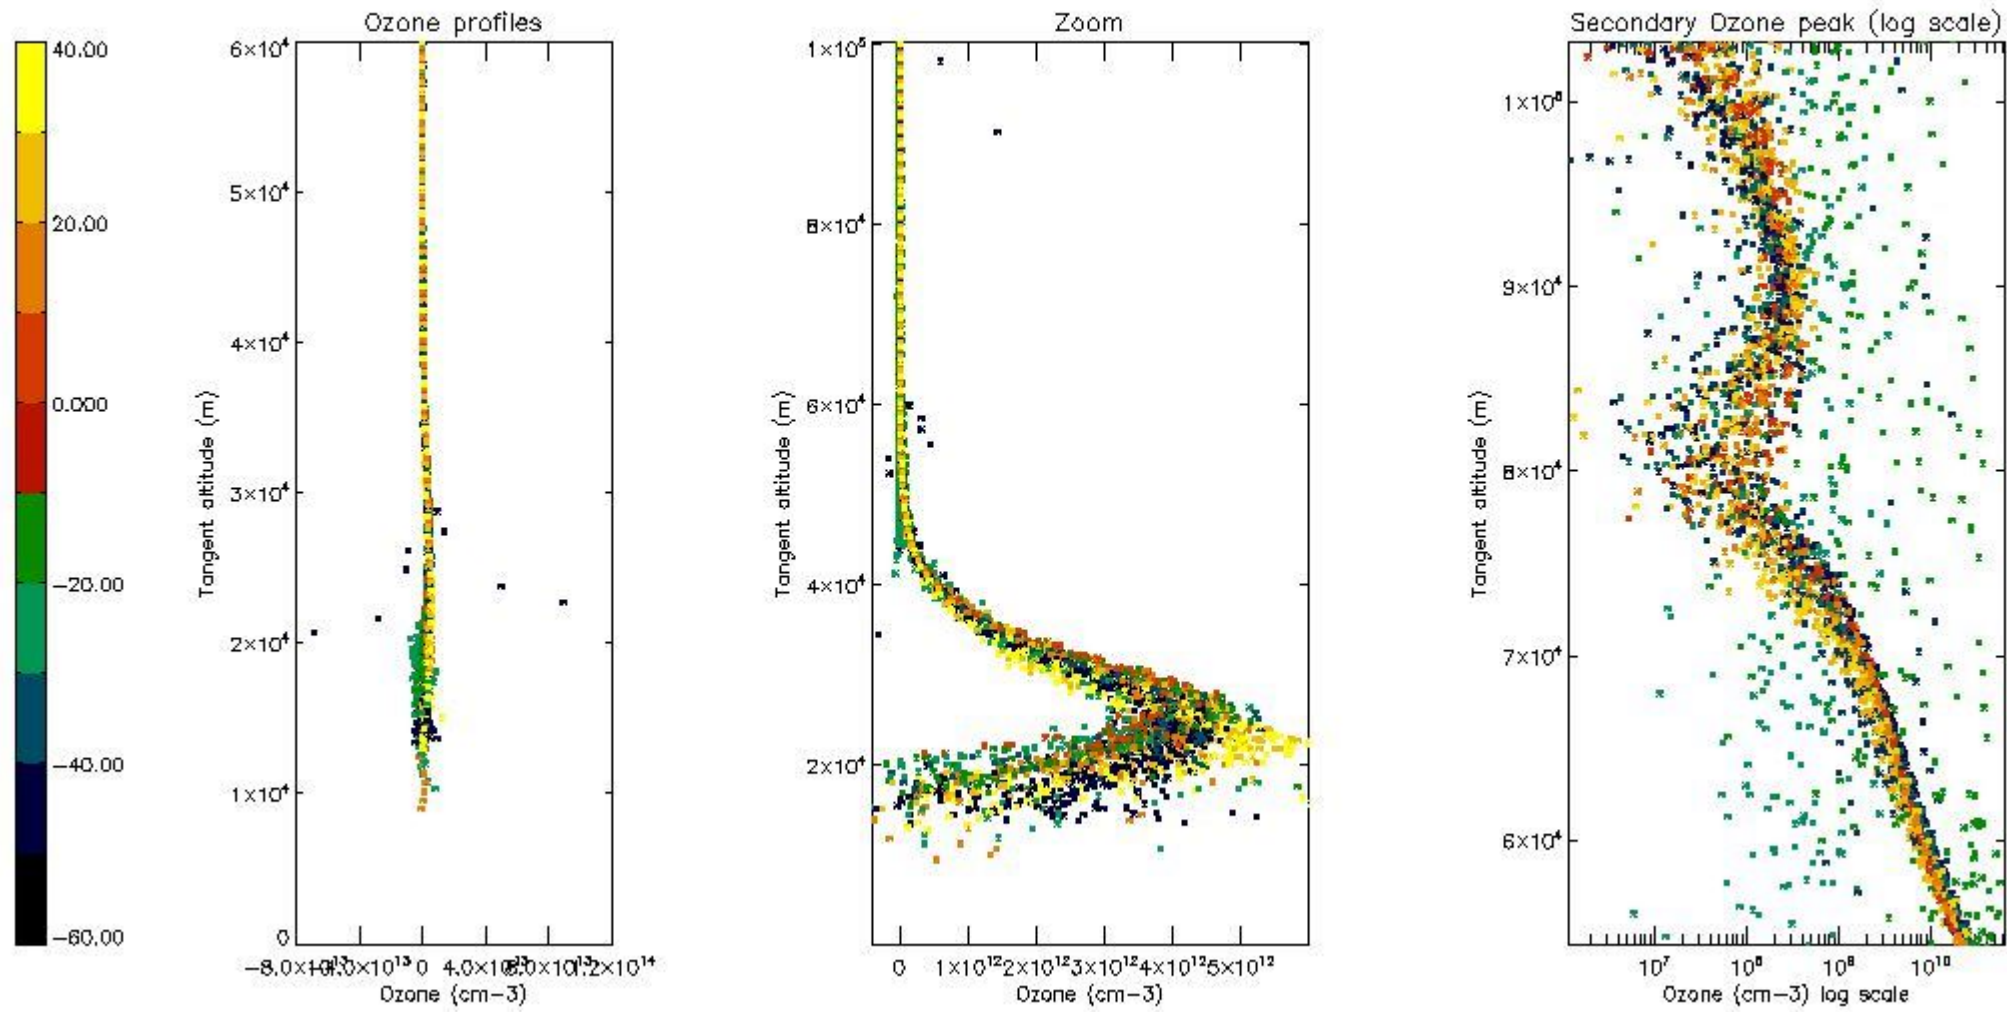 Ozone profiles
Zoom
Secondary Ozone peak (log scale)
40.00
20.00
0.000
−20.00
−40.00
−60.00
6×10⁴
5×10⁴
4×10⁴
3×10⁴
2×10⁴
1×10⁴
0
Tangent altitude (m)
0
Ozone (cm−3)
1×10⁵
8×10⁴
6×10⁴
4×10⁴
2×10⁴
Tangent altitude (m)
0 1×10¹² 2×10¹² 3×10¹² 4×10¹² 5×10¹²
Ozone (cm−3)
9×10⁴
8×10⁴
7×10⁴
6×10⁴
Tangent altitude (m)
10⁷ 10⁸ 10⁹ 10¹⁰
Ozone (cm−3) log scale